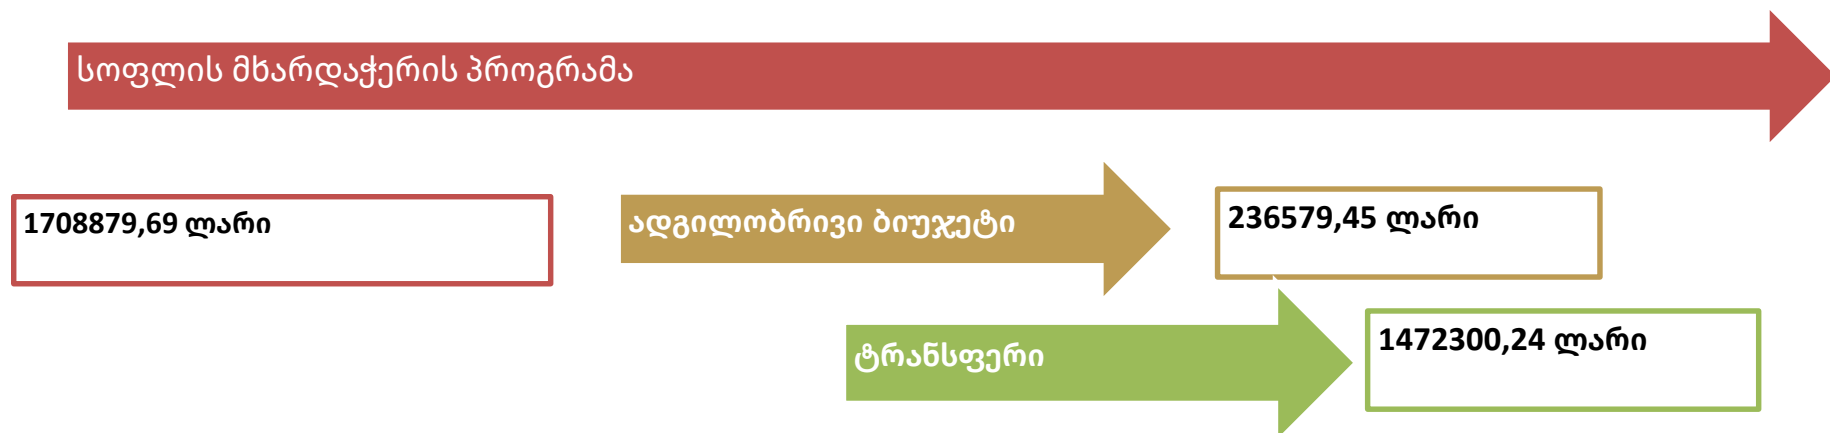 სოფლის მხარდაჭერის პროგრამა
1708879,69 ლარი
ადგილობრივი ბიუჯეტი
236579,45 ლარი
ტრანსფერი
1472300,24 ლარი